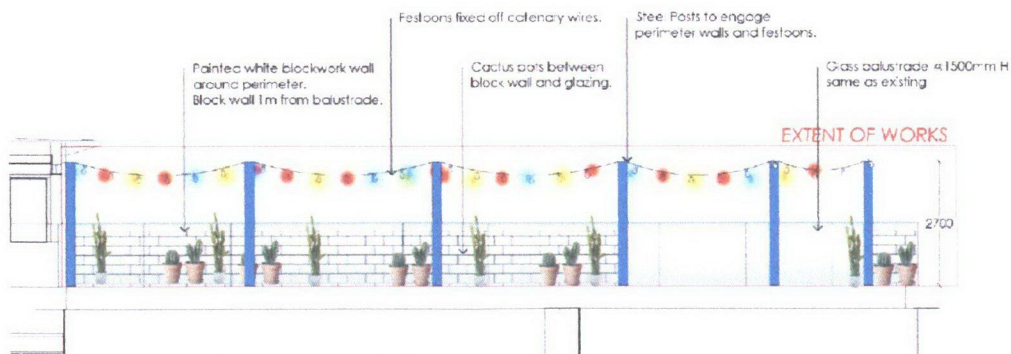 Festoons fixed off catenary wires.
Steel Posts to engage
perimeter walls and festoons.
Painted white blockwork wall
around perimeter.
Block wall 1m from balustrade.
Cactus pots between
block wall and glazing.
Glass balustrade <1500mm H
same as existing
EXTENT OF WORKS
2700